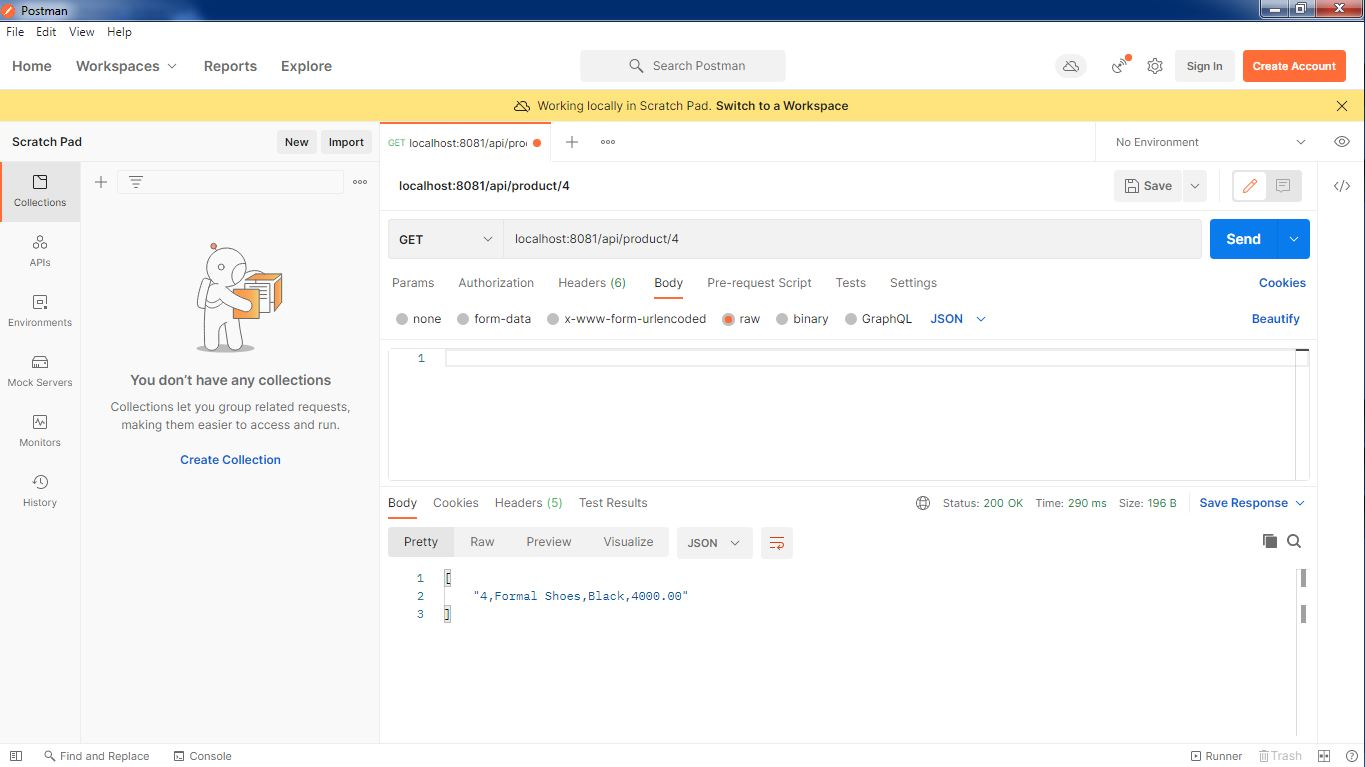 Postman
File Edit View Help
Home Workspaces Reports Explore
Search Postman
Sign In
Create Account
Working locally in Scratch Pad. Switch to a Workspace
Scratch Pad
New
Import
GET localhost:8081/api/pro
No Environment
Collections
APIs
Environments
Mock Servers
Monitors
History
You don't have any collections
Collections let you group related requests,
making them easier to access and run.
Create Collection
localhost:8081/api/product/4
Save
GET
localhost:8081/api/product/4
Send
Params Authorization Headers (6) Body Pre-request Script Tests Settings
Cookies
none form-data x-www-form-urlencoded raw binary GraphQL JSON
Beautify
1
Body Cookies Headers (5) Test Results
Status: 200 OK Time: 290 ms Size: 196 B
Save Response
Pretty Raw Preview Visualize JSON
1 [
2 "4,Formal Shoes,Black,4000.00"
3 ]
Find and Replace Console
Runner Trash